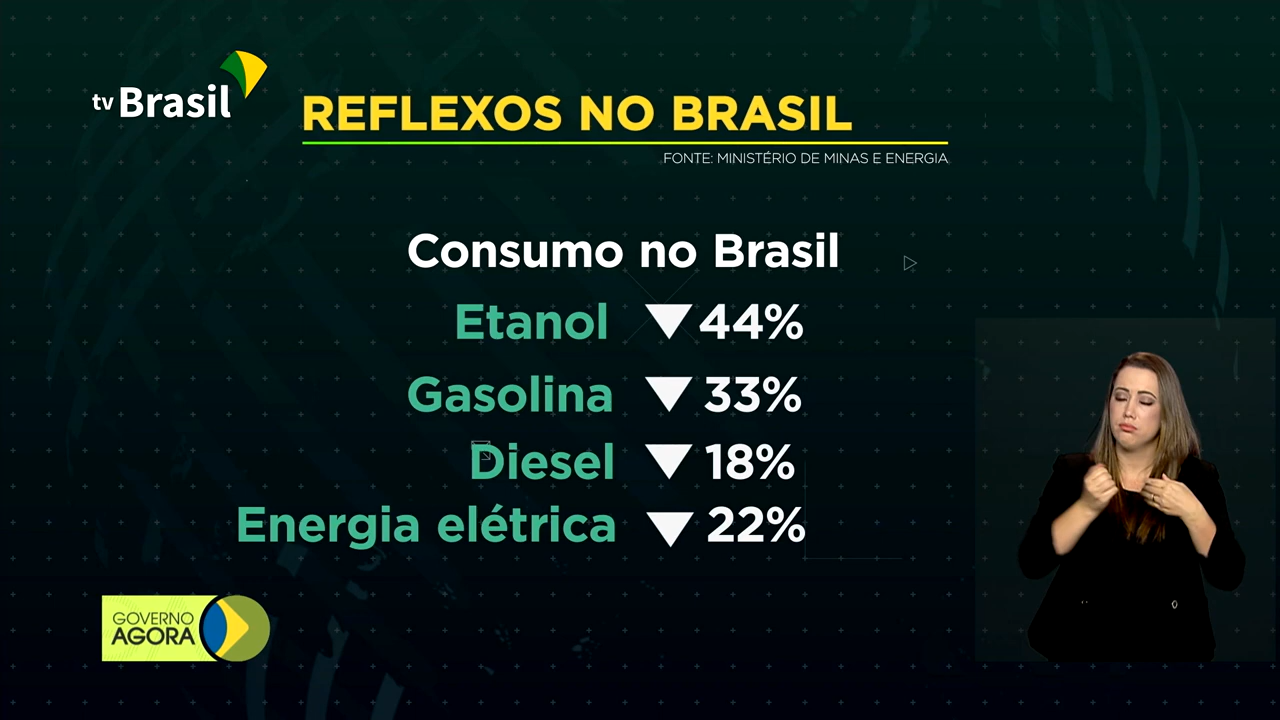 tv Brasil
REFLEXOS NO BRASIL
FONTE: MINISTÉRIO DE MINAS E ENERGIA
Consumo no Brasil
Etanol ▼44%
Gasolina ▼33%
Diesel ▼18%
Energia elétrica ▼22%
GOVERNO
AGORA